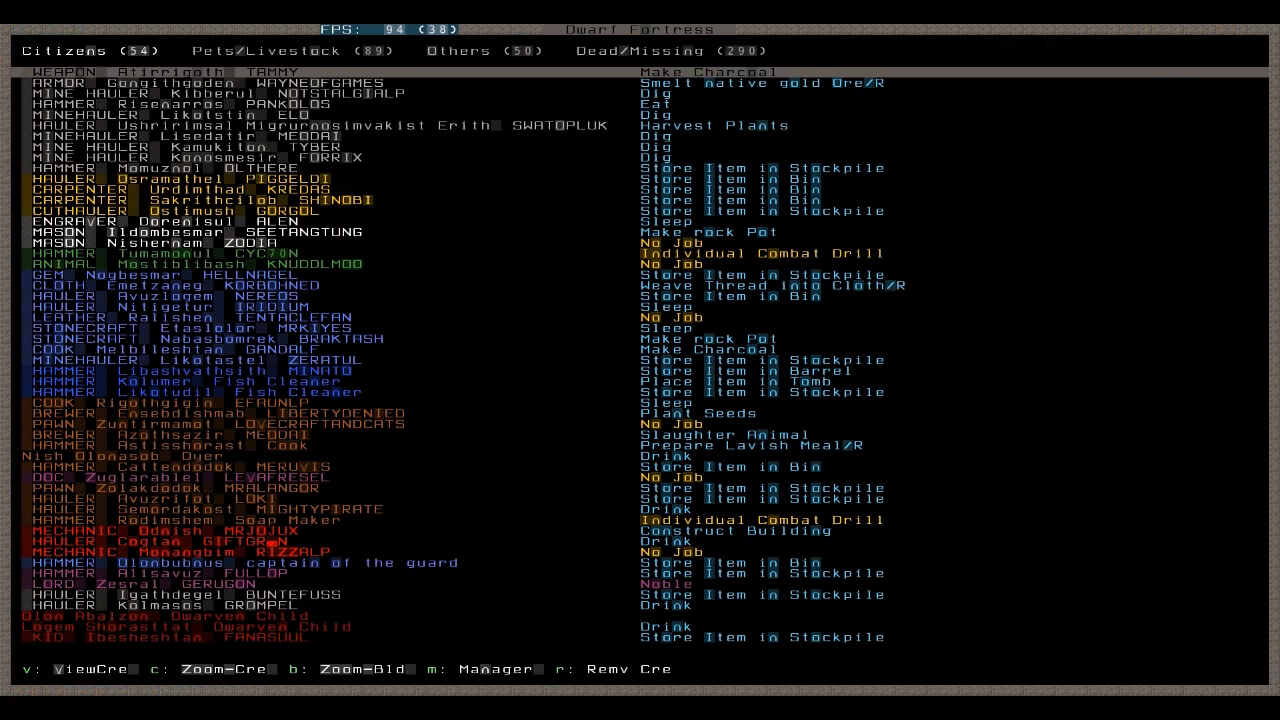 FPS: 94 (38) Dwarf Fortress
Citizens (54) Pets/Livestock (89) Others (50) Dead/Missing (290)
WEAPON Atirrigoth TAMMY Make Charcoal
ARMOR Gongithgoden WAYNEOFGAMES Smelt native gold Ore/R
MINE HAULER Kibberul NOTSTALGIALP Dig
HAMMER Risenarros PANKOLOS Eat
MINEHAULER Likotstin ELO Dig
HAULER Ushririmsal Migrurnosimvakist Erith SWATOPLUK Harvest Plants
MINEHAULER Lisedatir MEODAI Dig
MINE HAULER Kamukiton TYBER Dig
MINE HAULER Konosmesir FORRIX Dig
HAMMER Momuznol OLTHERE Store Item in Stockpile
HAULER Osramathel PIGGELDI Store Item in Bin
CARPENTER Urdimthad KREDAS Store Item in Bin
CARPENTER Sakrithcilob SHINOBI Store Item in Bin
CUTHAULER Ostimush GORGOL Store Item in Stockpile
ENGRAVER Dorenisul ALEN Sleep
MASON Ildombesmar SEETANGTUNG Make rock Pot
MASON Nishernam ZODIA No Job
HAMMER Tumamonul CYC70N Individual Combat Drill
ANIMAL Mostiblibash KNUDDLMOO No Job
GEM Nogbesmar HELLNAGEL Store Item in Stockpile
CLOTH Emetzaneg KORBOHNED Weave Thread into Cloth/R
HAULER Avuzlogem NEREOS Store Item in Bin
HAULER Nitigetur IRIDIUM Sleep
LEATHER Ralishen TENTACLEFAN No Job
STONECRAFT Etaslolor MRKIYES Sleep
STONECRAFT Nabasbomrek BRAKTASH Make rock Pot
COOK Melbileshtan GANDALF Make Charcoal
MINEHAULER Likotastel ZERATUL Store Item in Stockpile
HAMMER Libashvathsith MINATO Store Item in Barrel
HAMMER Kolumer Fish Cleaner Place Item in Tomb
HAMMER Likotudil Fish Cleaner Store Item in Stockpile
COOK Rigothgigin EFAUNLP Sleep
BREWER Ensebdishmab LIBERTYDENIED Plant Seeds
PAWN Zuntirmamot LOVECRAFTANDCATS No Job
BREWER Azothsazir MEODAI Slaughter Animal
HAMMER Astisshorast Cook Prepare Lavish Meal/R
Nish Olonasob Dyer Drink
HAMMER Cattendodok MERUVIS Store Item in Bin
DOC Zuglarablel LEVAFRESEL No Job
PAWN Zolakdodok MRALANGOR Store Item in Stockpile
HAULER Avuzrifot LOKI Store Item in Stockpile
HAULER Semordakost MIGHTYPIRATE Drink
HAMMER Rodimshem Soap Maker Individual Combat Drill
MECHANIC Odnish MRJOJUX Construct Building
HAULER Cogtan Drink
MECHANIC Monangbim RIZZALP No Job
HAMMER Olonbubnus captain of the guard Store Item in Bin
HAMMER Alisavuz FULLOP Store Item in Stockpile
LORD Zesral GERUGON Noble
HAULER Igathdegel BUNTEFUSS Store Item in Stockpile
HAULER Kolmasos GROMPEL Drink
Olon Abalzon Dwarven Child
Logem Shorasttat Dwarven Child Drink
KID Ibesheshtan FANASUUL Store Item in Stockpile
v: ViewCre c: Zoom-Cre b: Zoom-Bld m: Manager r: Remv Cre